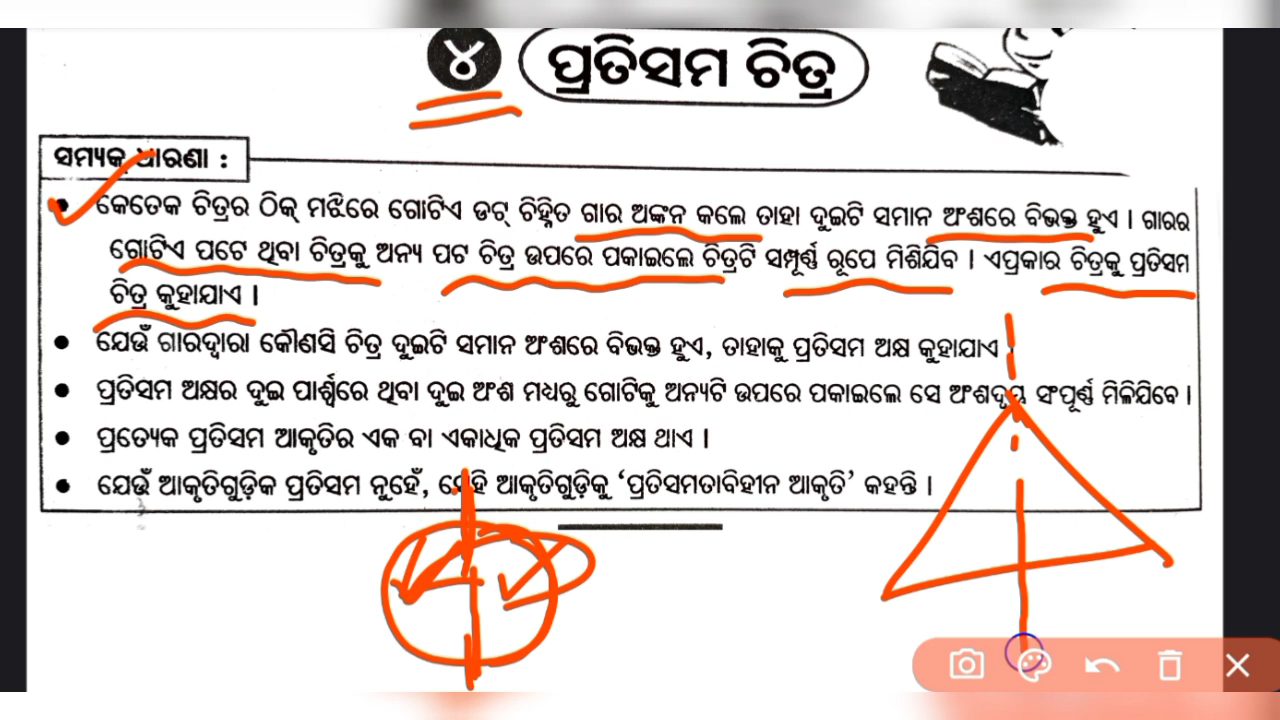 ୪ ପ୍ରତିସମ ଚିତ୍ର
ସମ୍ୟକ୍ ଧାରଣା :
• କେତେକ ଚିତ୍ରର ଠିକ୍ ମଝିରେ ଗୋଟିଏ ଡଟ୍ ଚିହ୍ନିତ ଗାର ଅଙ୍କନ କଲେ ତାହା ଦୁଇଟି ସମାନ ଅଂଶରେ ବିଭକ୍ତ ହୁଏ । ଗାରର
ଗୋଟିଏ ପଟେ ଥିବା ଚିତ୍ରକୁ ଅନ୍ୟ ପଟ ଚିତ୍ର ଉପରେ ପକାଇଲେ ଚିତ୍ରଟି ସମ୍ପୂର୍ଣ୍ଣ ରୂପେ ମିଶିଯିବ । ଏପ୍ରକାର ଚିତ୍ରକୁ ପ୍ରତିସମ
ଚିତ୍ର କୁହାଯାଏ ।
• ଯେଉଁ ଗାରଦ୍ୱାରା କୌଣସି ଚିତ୍ର ଦୁଇଟି ସମାନ ଅଂଶରେ ବିଭକ୍ତ ହୁଏ, ତାହାକୁ ପ୍ରତିସମ ଅକ୍ଷ କୁହାଯାଏ ।
• ପ୍ରତିସମ ଅକ୍ଷର ଦୁଇ ପାର୍ଶ୍ୱରେ ଥିବା ଦୁଇ ଅଂଶ ମଧ୍ୟରୁ ଗୋଟିକୁ ଅନ୍ୟଟି ଉପରେ ପକାଇଲେ ସେ ଅଂଶଦ୍ୱୟ ସଂପୂର୍ଣ୍ଣ ମିଳିଯିବେ ।
• ପ୍ରତ୍ୟେକ ପ୍ରତିସମ ଆକୃତିର ଏକ ବା ଏକାଧିକ ପ୍ରତିସମ ଅକ୍ଷ ଥାଏ ।
• ଯେଉଁ ଆକୃତିଗୁଡ଼ିକ ପ୍ରତିସମ ନୁହେଁ, ସେହି ଆକୃତିଗୁଡ଼ିକୁ ‘ପ୍ରତିସମତାବିହୀନ ଆକୃତି’ କହନ୍ତି ।